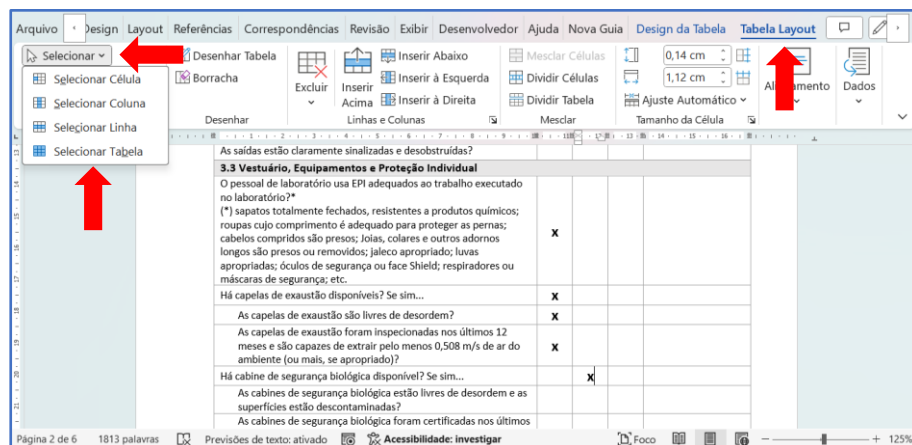 Arquivo Design Layout Referências Correspondências Revisão Exibir Desenvolvedor Ajuda Nova Guia Design da Tabela Tabela Layout
Selecionar
Selecionar Célula
Selecionar Coluna
Selecionar Linha
Selecionar Tabela
Desenhar Tabela
Borracha
Desenhar
Excluir
Inserir Acima
Inserir Abaixo
Inserir à Esquerda
Inserir à Direita
Linhas e Colunas
Mesclar Células
Dividir Células
Dividir Tabela
Mesclar
0,14 cm
1,12 cm
Ajuste Automático
Tamanho da Célula
Dados
As saídas estão claramente sinalizadas e desobstruídas?
3.3 Vestuário, Equipamentos e Proteção Individual
O pessoal de laboratório usa EPI adequados ao trabalho executado
no laboratório?*
(*) sapatos totalmente fechados, resistentes a produtos químicos;
roupas cujo comprimento é adequado para proteger as pernas;
cabelos compridos são presos; Joias, colares e outros adornos
longos são presos ou removidos; jaleco apropriado; luvas
apropriadas; óculos de segurança ou face Shield; respiradores ou
máscaras de segurança; etc.
x
Há capelas de exaustão disponíveis? Se sim... x
As capelas de exaustão são livres de desordem? x
As capelas de exaustão foram inspecionadas nos últimos 12
meses e são capazes de extrair pelo menos 0,508 m/s de ar do
ambiente (ou mais, se apropriado)?
x
Há cabine de segurança biológica disponível? Se sim... x
As cabines de segurança biológica estão livres de desordem e as
superfícies estão descontaminadas?
As cabines de segurança biológica foram certificadas nos últimos
Página 2 de 6 1813 palavras Previsões de texto: ativado Acessibilidade: investigar Foco 125%